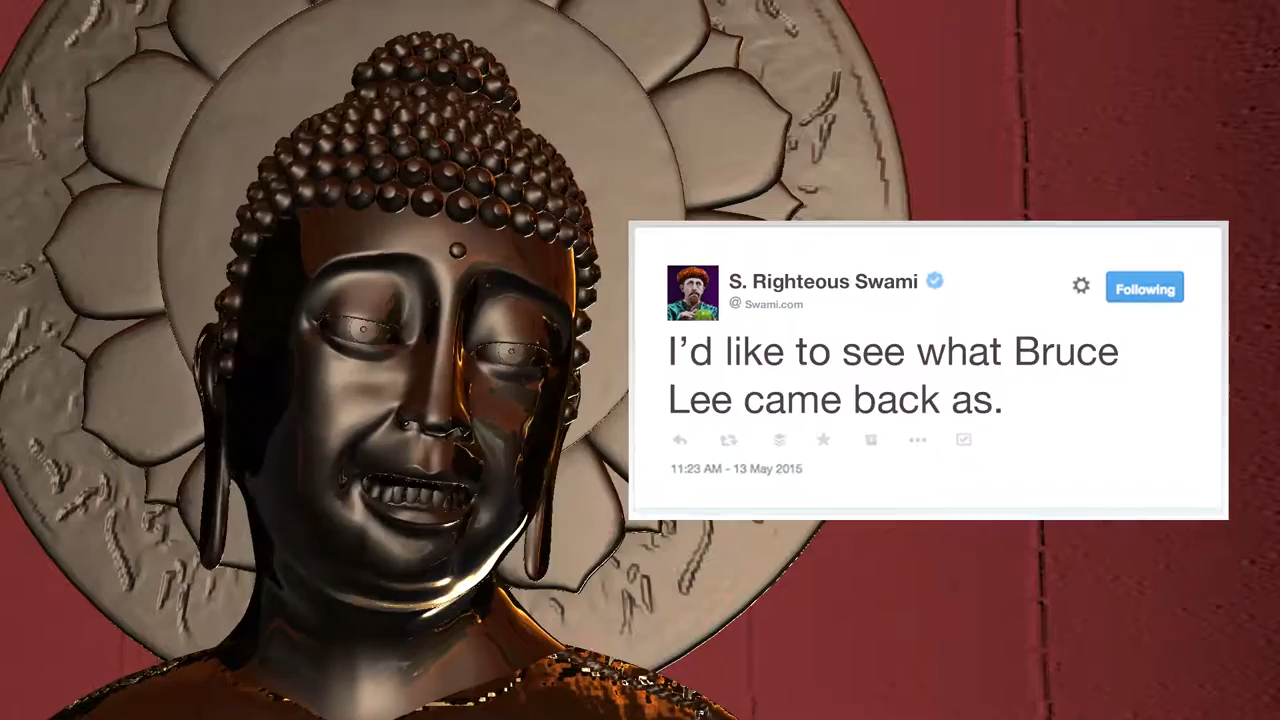 S. Righteous Swami
@ Swami.com
Following
I’d like to see what Bruce
Lee came back as.
11:23 AM - 13 May 2015